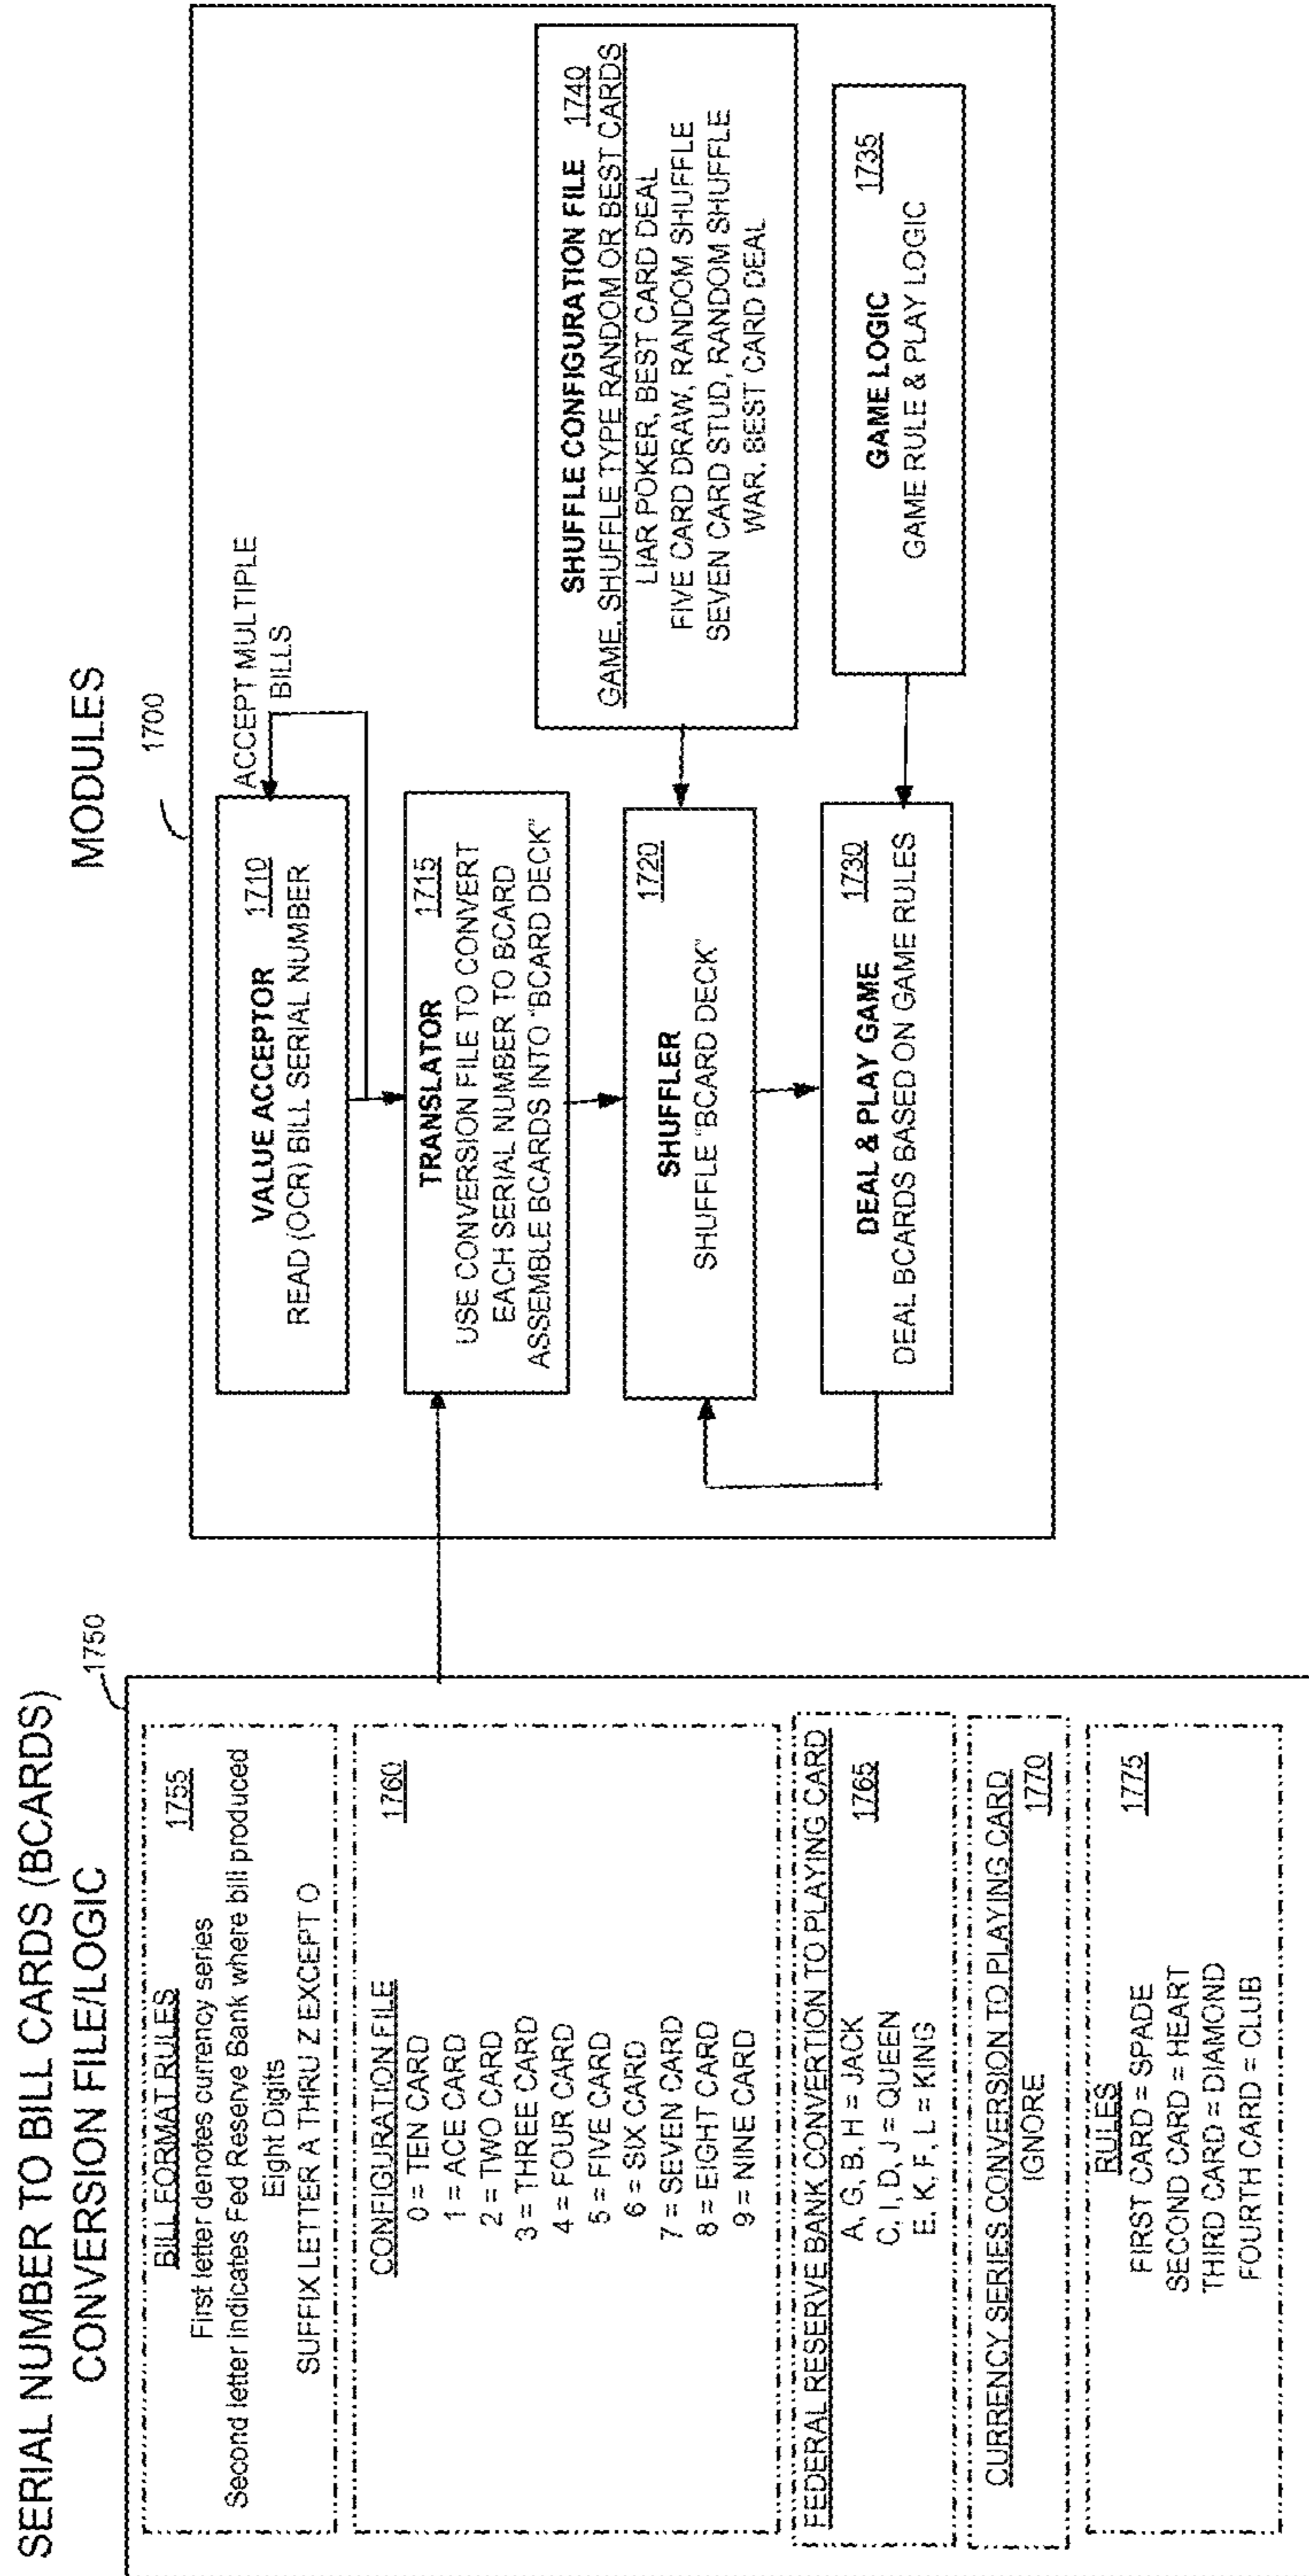 SERIAL NUMBER TO BILL CARDS (BCARDS)
CONVERSION FILE/LOGIC
1750
BILL FORMAT RULES
1755
First letter denotes currency series
Second letter indicates Fed Reserve Bank where bill produced
Eight Digits
SUFFIX LETTER A THRU Z EXCEPT O
CONFIGURATION FILE
1760
0 = TEN CARD
1 = ACE CARD
2 = TWO CARD
3 = THREE CARD
4 = FOUR CARD
5 = FIVE CARD
6 = SIX CARD
7 = SEVEN CARD
8 = EIGHT CARD
9 = NINE CARD
FEDERAL RESERVE BANK CONVERTION TO PLAYING CARD
1765
A, G, B, H = JACK
C, I, D, J = QUEEN
E, K, F, L = KING
CURRENCY SERIES CONVERSION TO PLAYING CARD
IGNORE
1770
RULES
1775
FIRST CARD = SPADE
SECOND CARD = HEART
THIRD CARD = DIAMOND
FOURTH CARD = CLUB
MODULES
1700
ACCEPT MULTIPLE
BILLS
VALUE ACCEPTOR 1710
READ (OCR) BILL SERIAL NUMBER
TRANSLATOR 1715
USE CONVERSION FILE TO CONVERT
EACH SERIAL NUMBER TO BCARD
ASSEMBLE BCARDS INTO "BCARD DECK"
SHUFFLER 1720
SHUFFLE "BCARD DECK"
DEAL & PLAY GAME 1730
DEAL BCARDS BASED ON GAME RULES
SHUFFLE CONFIGURATION FILE 1740
GAME, SHUFFLE TYPE RANDOM OR BEST CARDS
LIAR POKER, BEST CARD DEAL
FIVE CARD DRAW, RANDOM SHUFFLE
SEVEN CARD STUD, RANDOM SHUFFLE
WAR, BEST CARD DEAL
GAME LOGIC 1735
GAME RULE & PLAY LOGIC